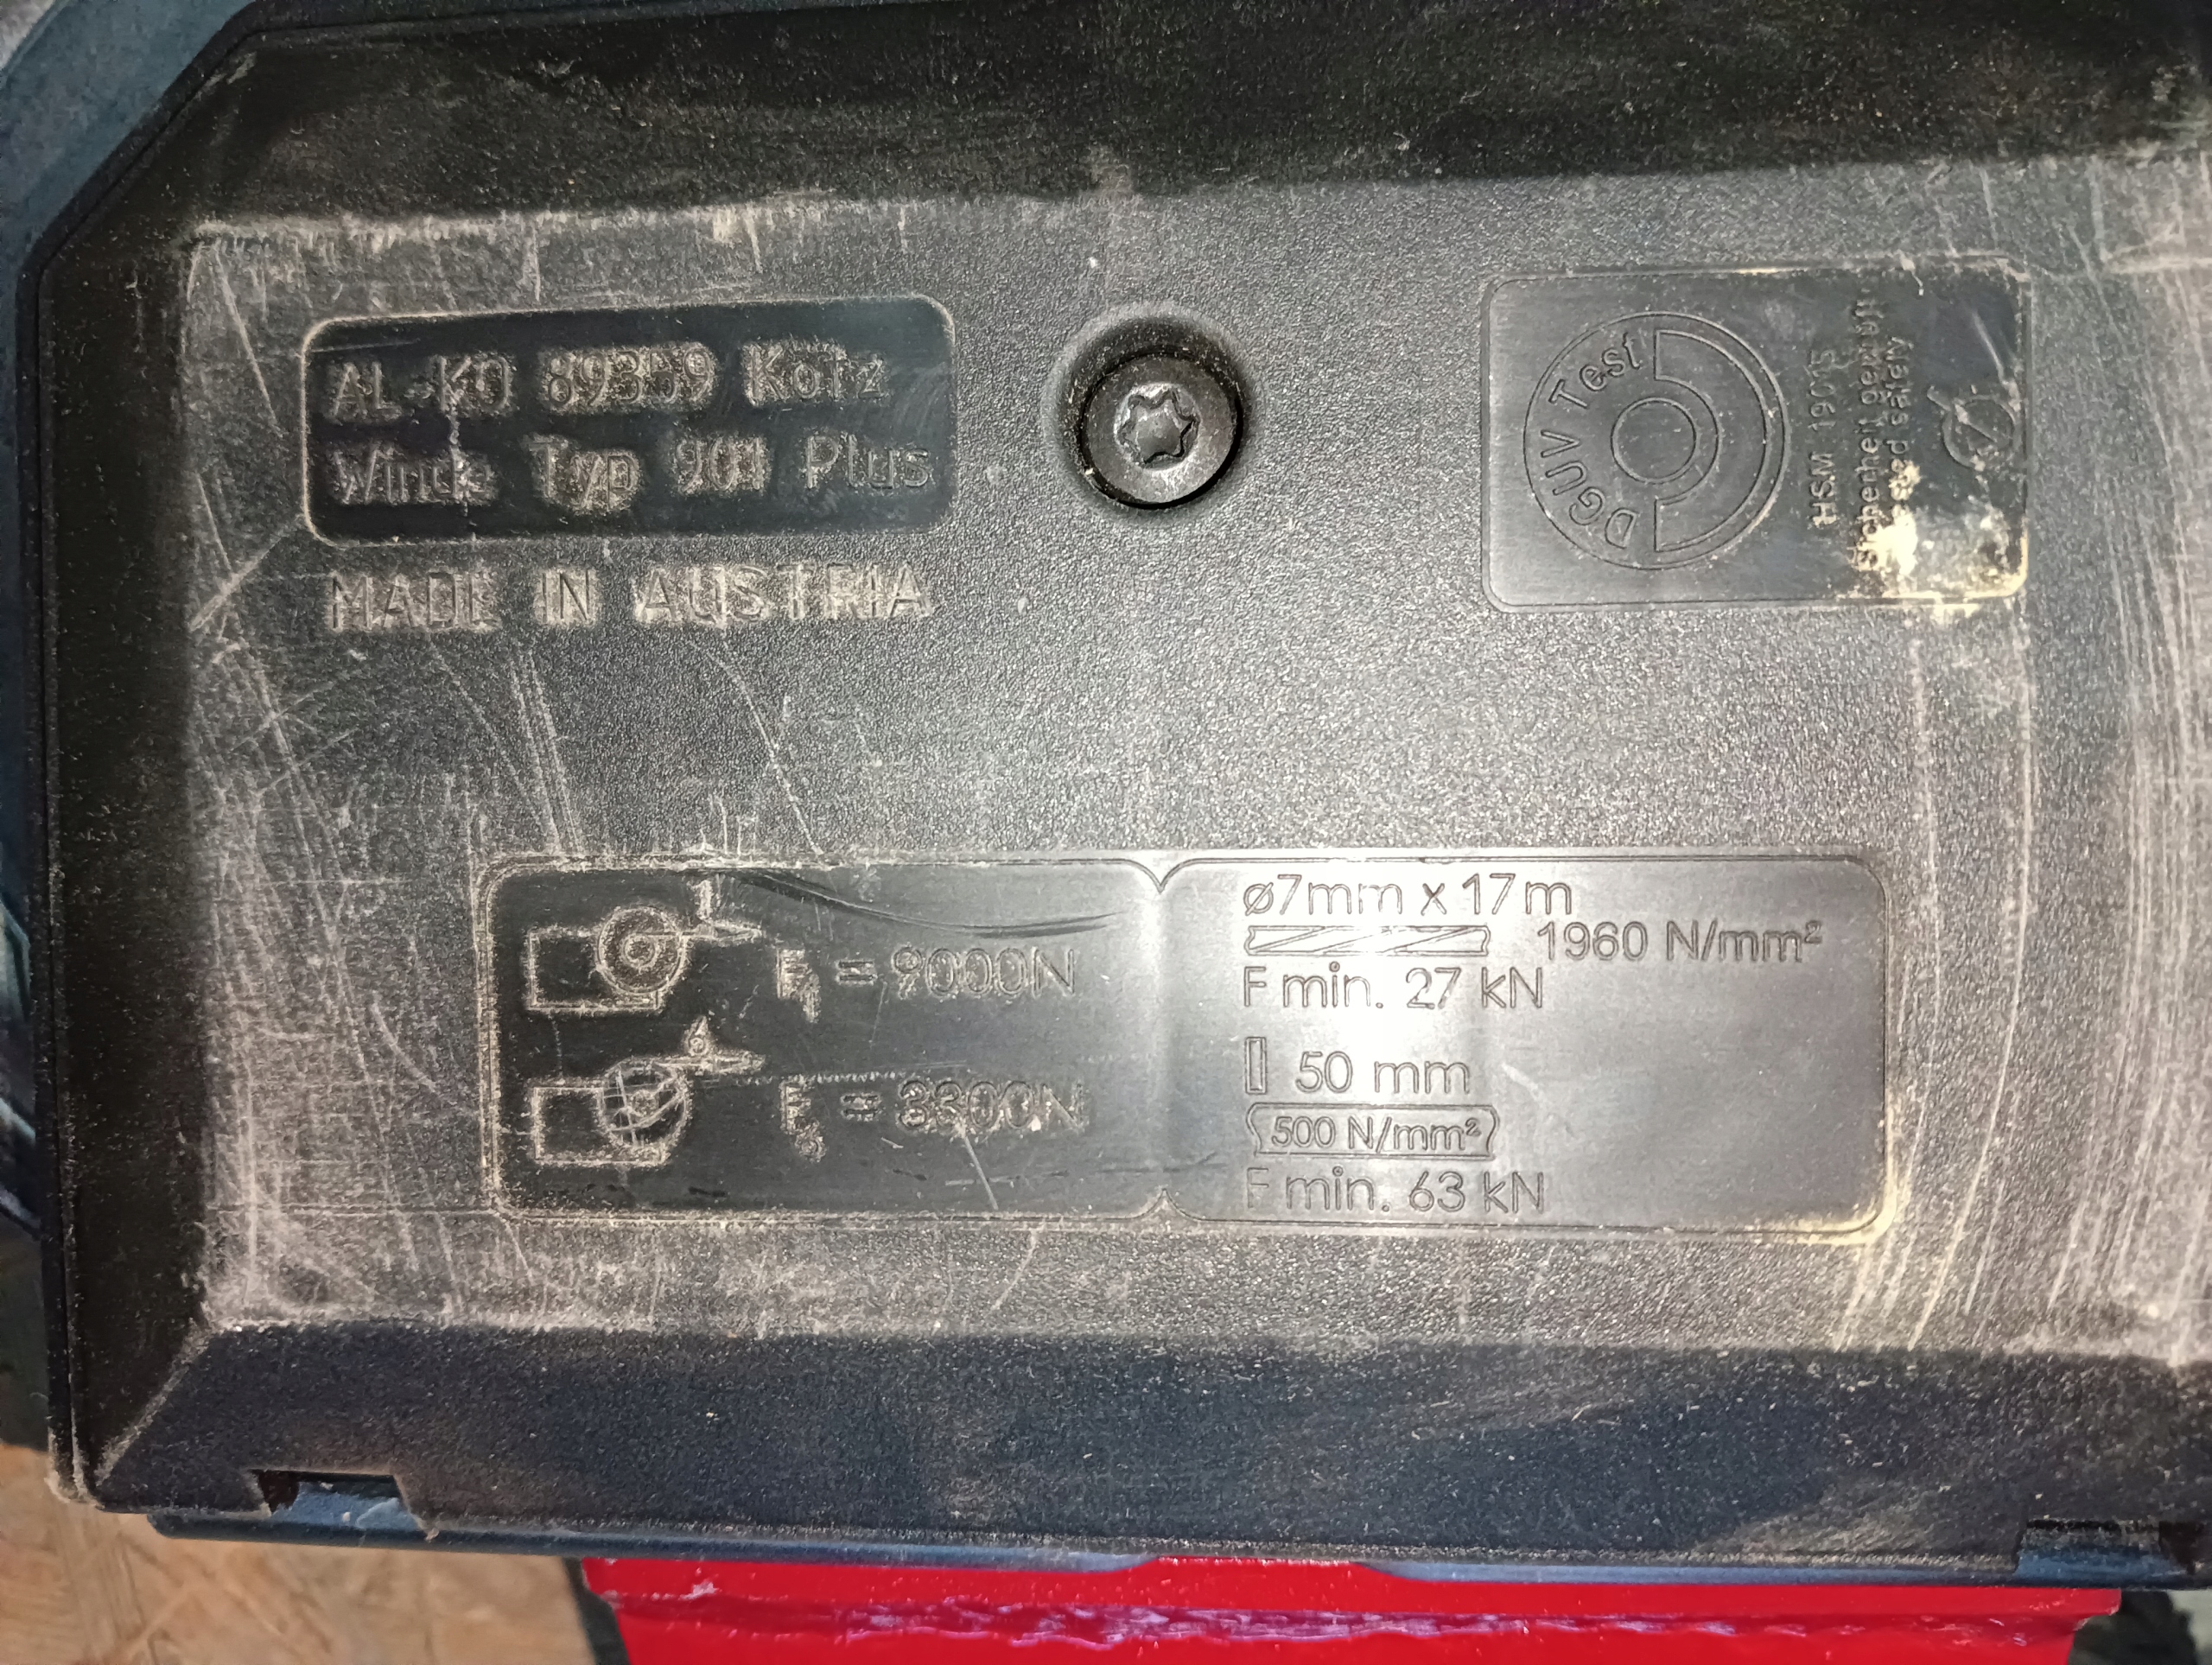 AL-KO 89359 Kötz
Winde Typ 901 Plus
MADE IN AUSTRIA
DGUV Test
HSM 19015
Sicherheit geprüft
tested safety
F₁ = 9000N
= 3300N
ø7mm x 17m
1960 N/mm²
F min. 27 kN
50 mm
500 N/mm²
F min. 63 kN